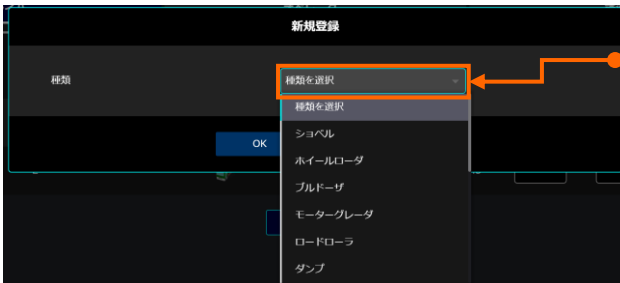 新規登録
種類
種類を選択
種類を選択
ショベル
OK
ホイールローダ
ブルドーザ
モーターグレーダ
ロードローラ
ダンプ